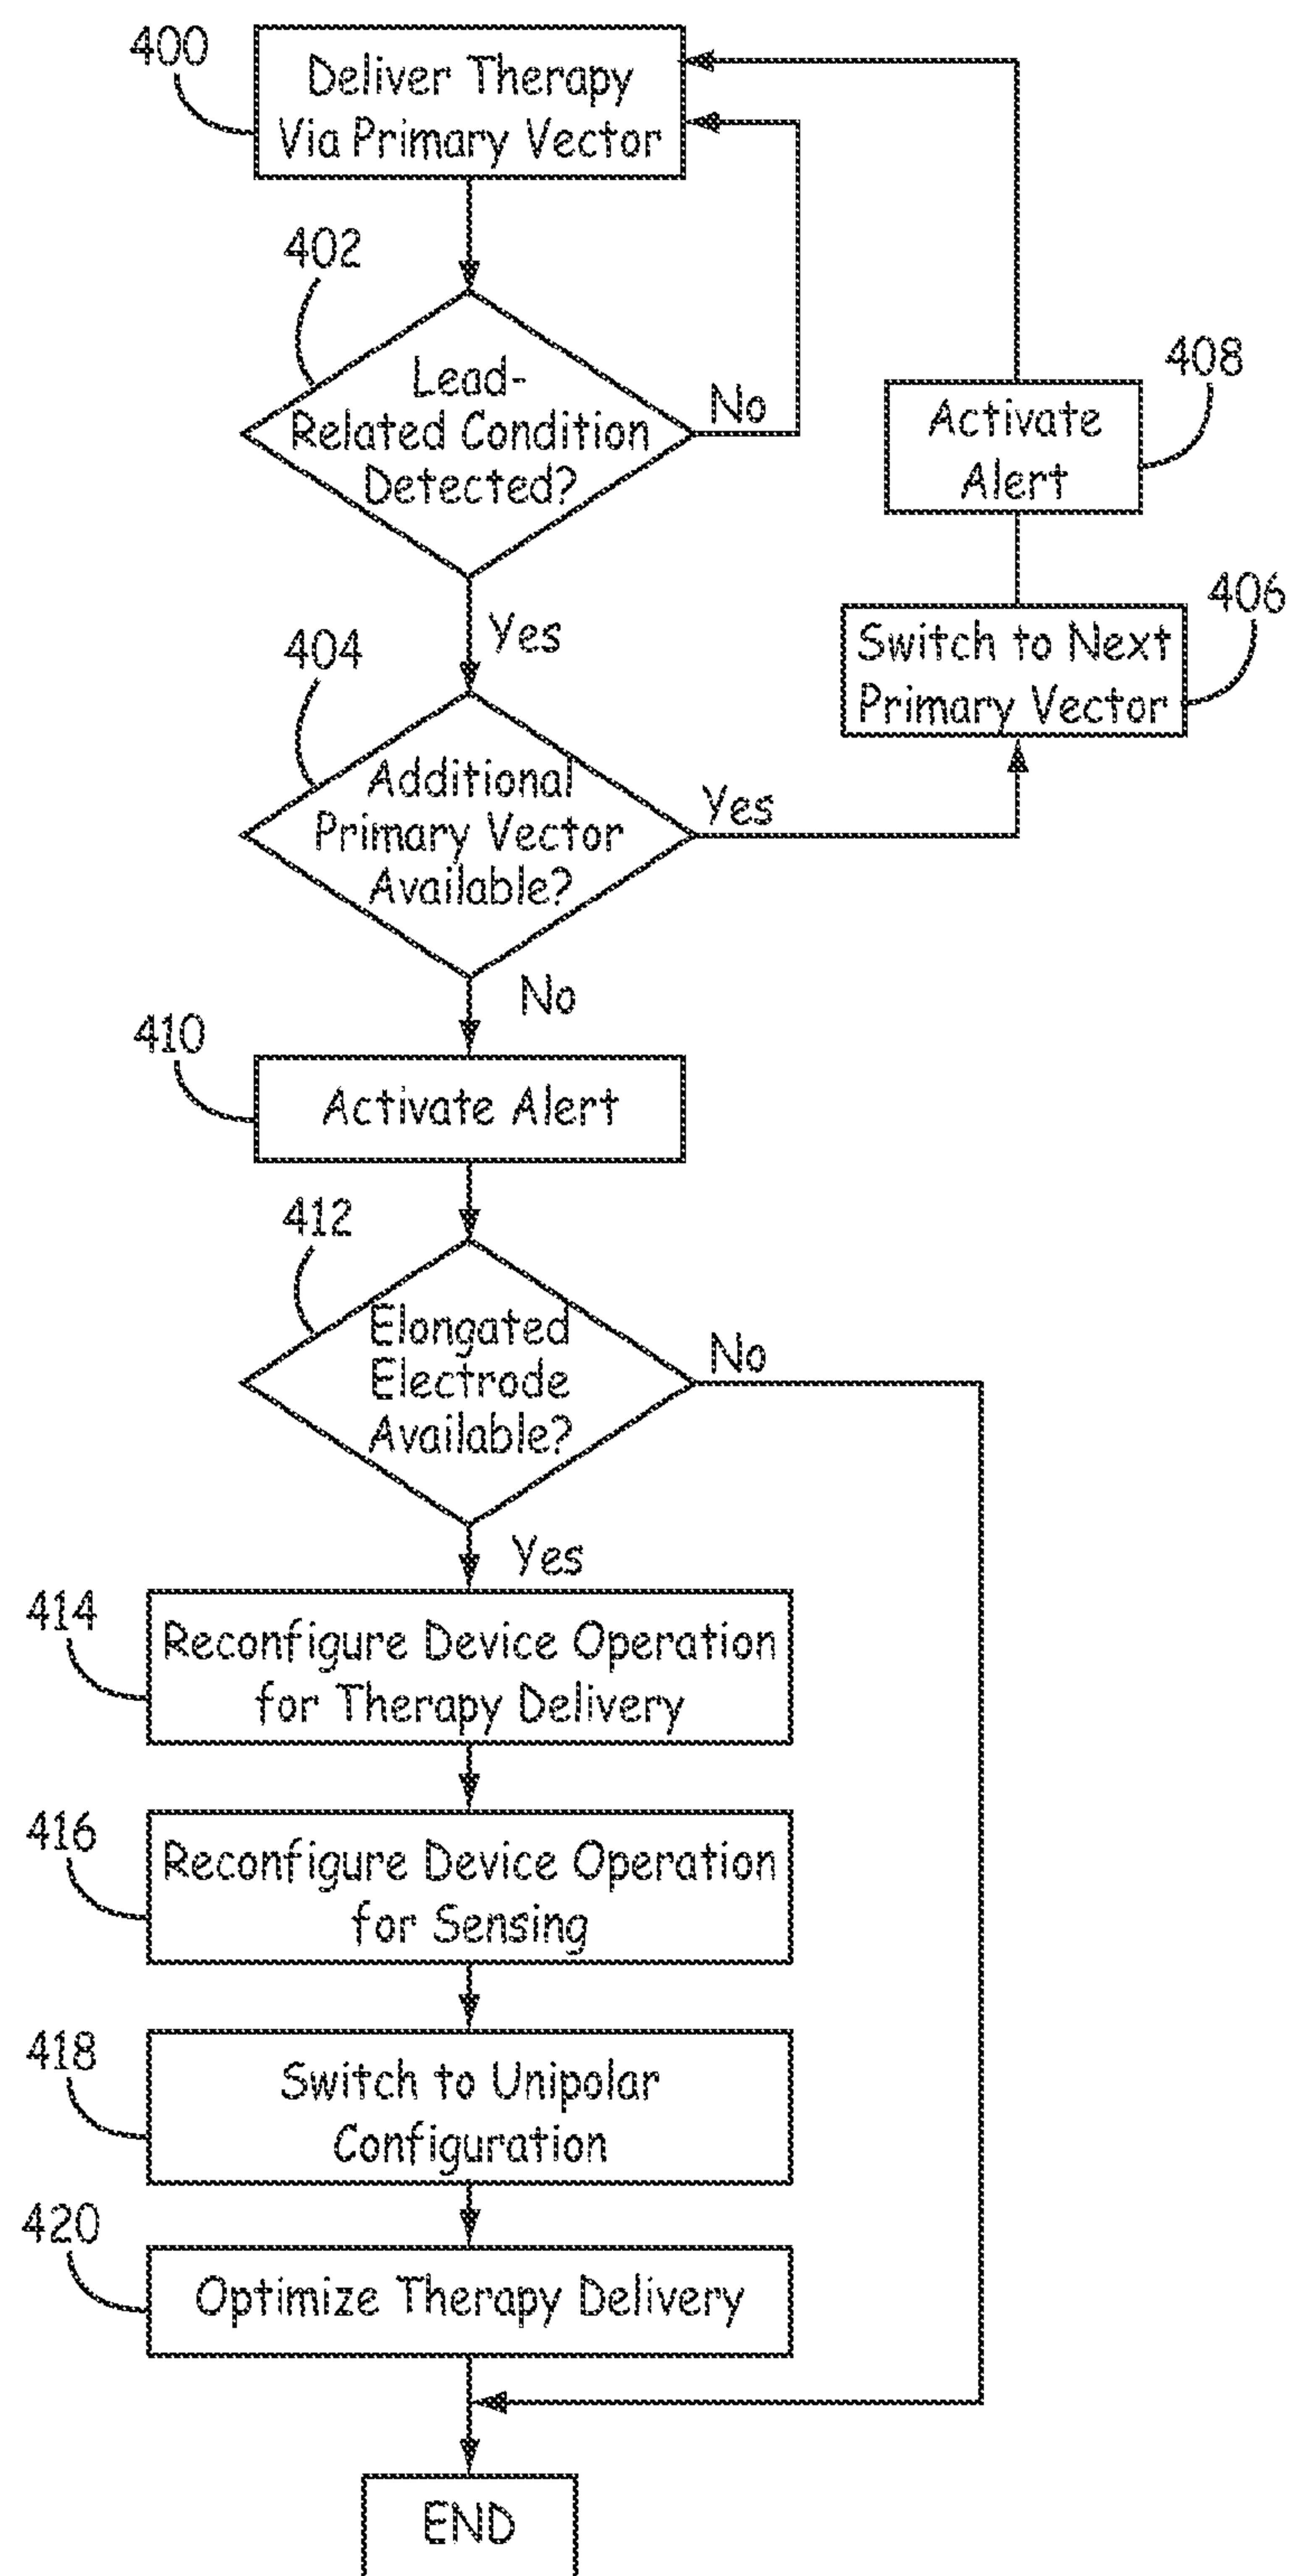 400
Deliver Therapy
Via Primary Vector
402
Lead-
Related Condition
Detected?
No
408
Activate
Alert
406
Switch to Next
Primary Vector
Yes
404
Additional
Primary Vector
Available?
Yes
No
410
Activate Alert
412
Elongated
Electrode
Available?
No
Yes
414
Reconfigure Device Operation
for Therapy Delivery
416
Reconfigure Device Operation
for Sensing
418
Switch to Unipolar
Configuration
420
Optimize Therapy Delivery
END